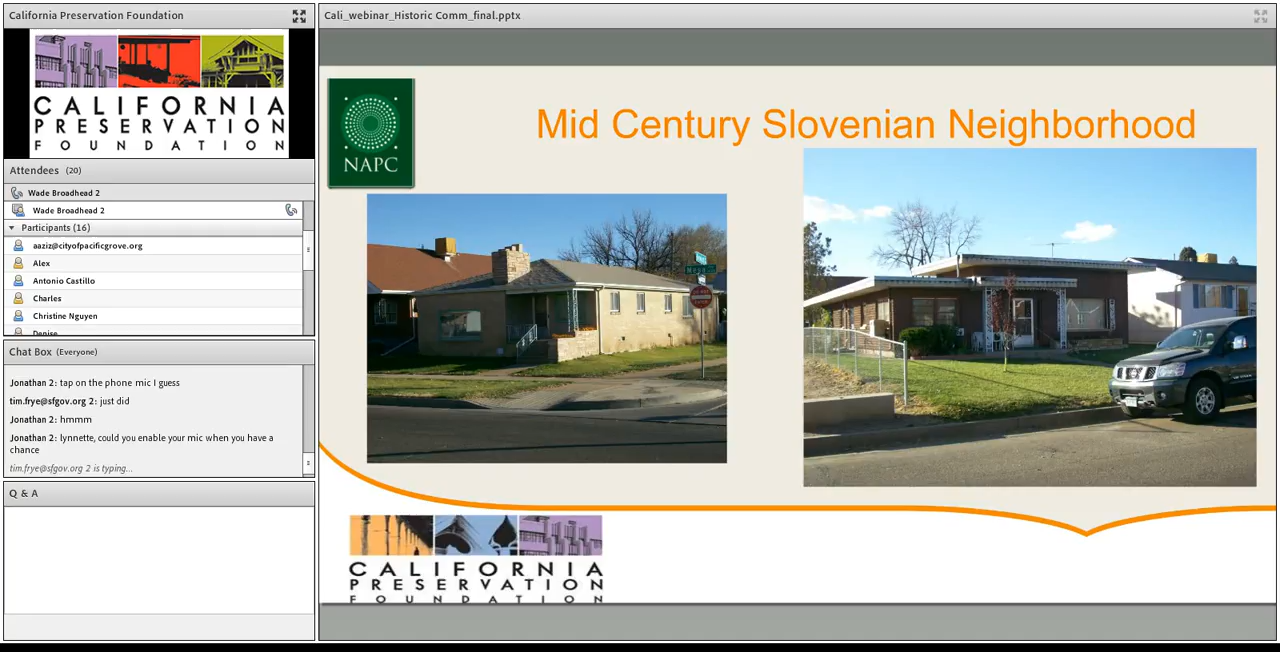 California Preservation Foundation
CALIFORNIA
PRESERVATION
FOUNDATION
Attendees (20)
Wade Broadhead 2
Wade Broadhead 2
Participants (16)
aaziz@cityofpacificgrove.org
Alex
Antonio Castillo
Charles
Christine Nguyen
Denise
Chat Box (Everyone)
Jonathan 2: tap on the phone mic I guess
tim.frye@sfgov.org 2: just did
Jonathan 2: hmmm
Jonathan 2: lynnette, could you enable your mic when you have a
chance
tim.frye@sfgov.org 2 is typing...
Q & A
Cali_webinar_Historic Comm_final.pptx
NAPC
Mid Century Slovenian Neighborhood
CALIFORNIA
PRESERVATION
FOUNDATION